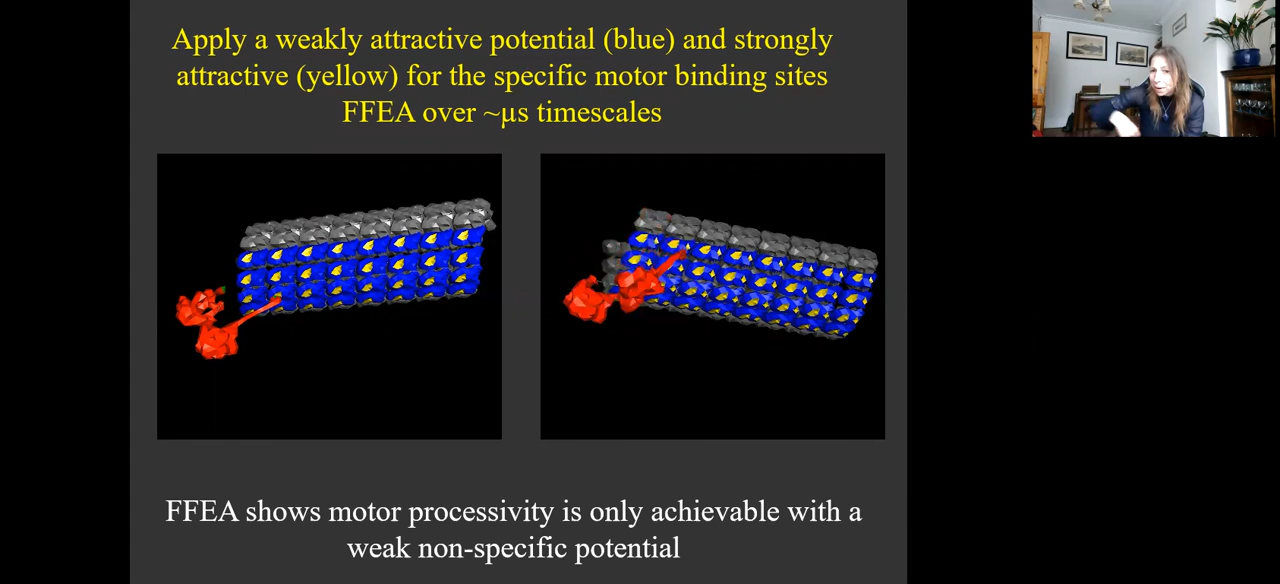 Apply a weakly attractive potential (blue) and strongly
attractive (yellow) for the specific motor binding sites
FFEA over ~µs timescales
FFEA shows motor processivity is only achievable with a
weak non-specific potential